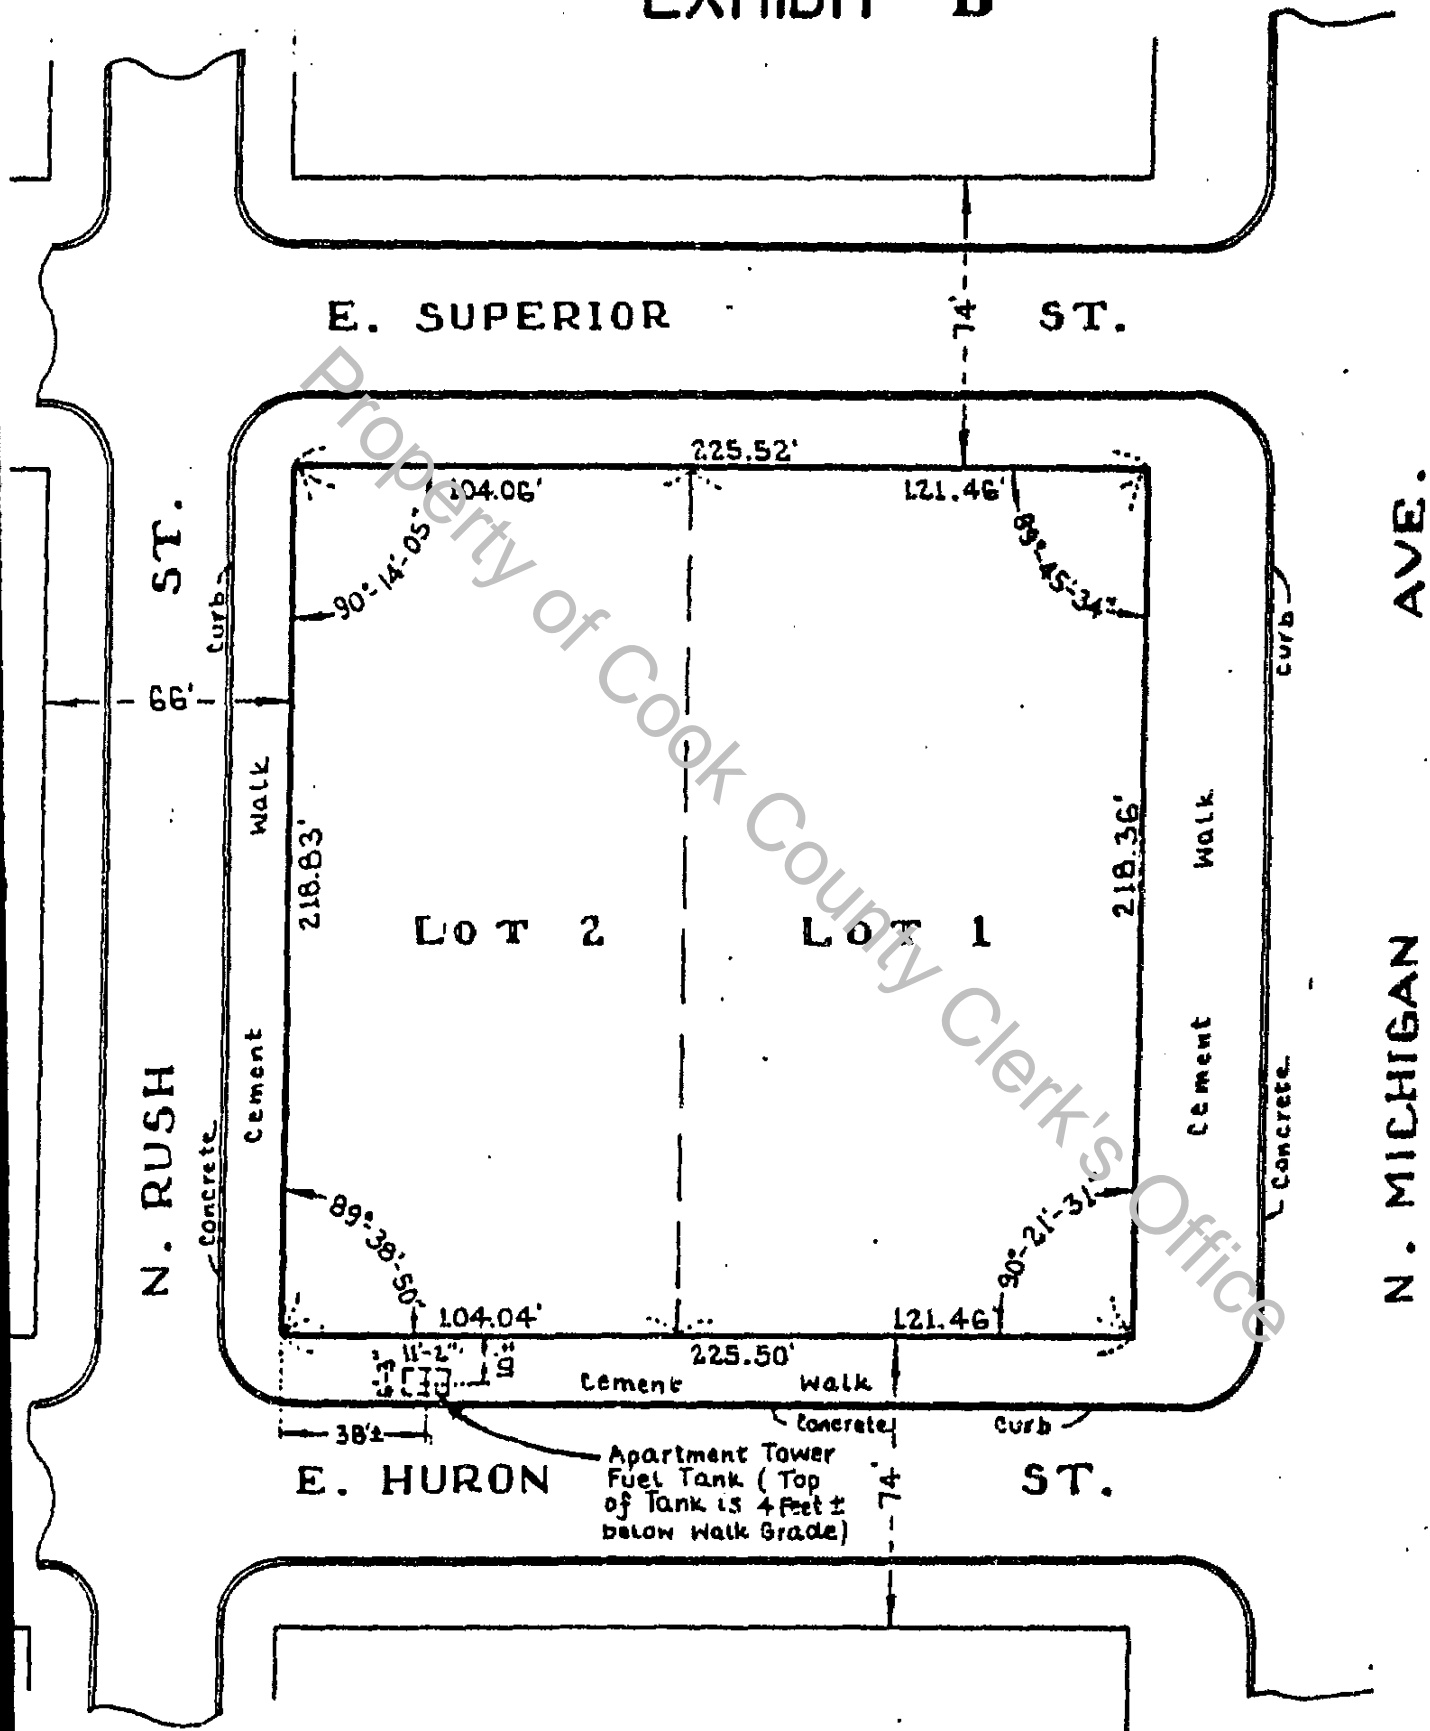 EXHIBIT B
E. SUPERIOR ST.
74'
225.52'
104.06'
121.46'
90°-14'-05"
89°-45'-34"
N. RUSH ST.
Curb
Concrete
66'
Cement Walk
218.83'
LOT 2
LOT 1
218.36'
Cement Walk
Curb
Concrete
N. MICHIGAN AVE.
89°-38'-50"
90°-21'-31"
104.04'
121.46'
225.50'
11'-2"
Cement Walk
Concrete Curb
38'±
E. HURON ST.
74'
Apartment Tower
Fuel Tank ( Top
of Tank is 4 feet ±
below Walk Grade)
Property of Cook County Clerk's Office